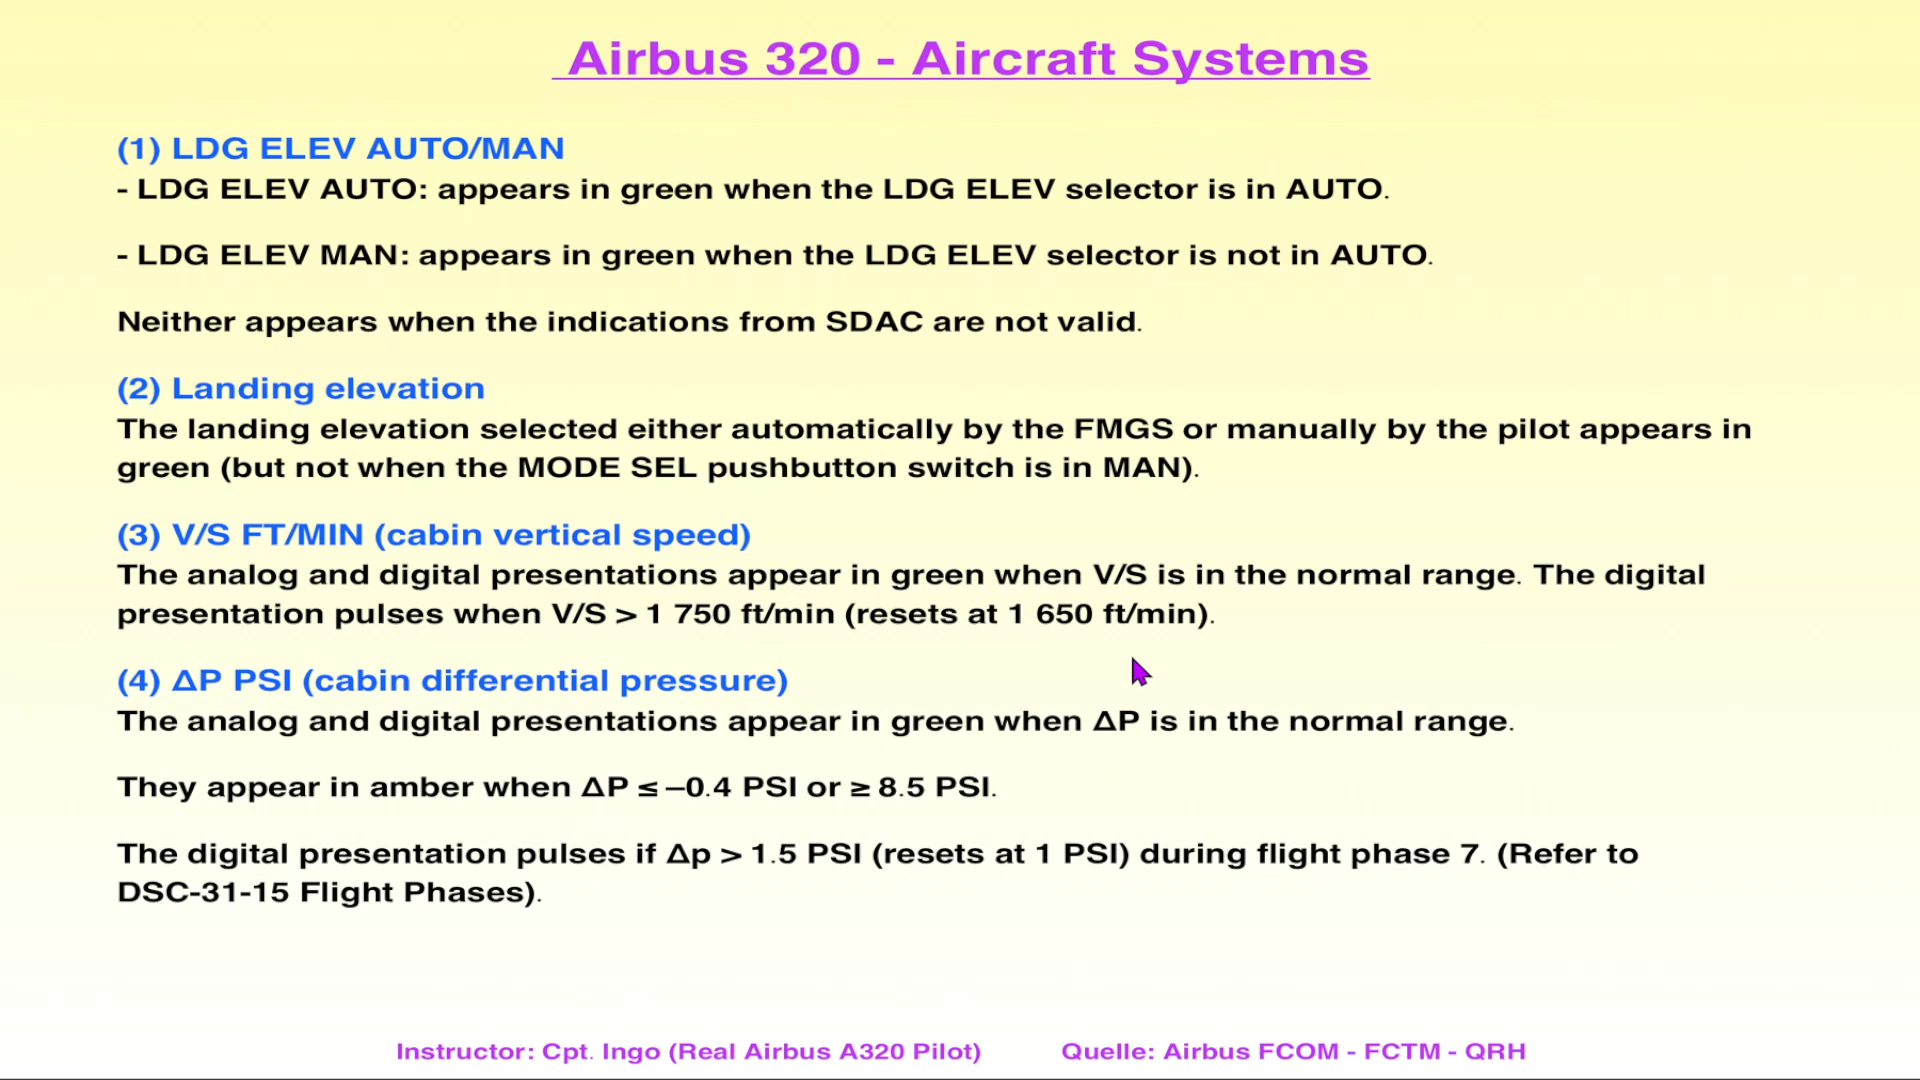 Airbus 320 - Aircraft Systems
(1) LDG ELEV AUTO/MAN
- LDG ELEV AUTO: appears in green when the LDG ELEV selector is in AUTO.
- LDG ELEV MAN: appears in green when the LDG ELEV selector is not in AUTO.
Neither appears when the indications from SDAC are not valid.
(2) Landing elevation
The landing elevation selected either automatically by the FMGS or manually by the pilot appears in
green (but not when the MODE SEL pushbutton switch is in MAN).
(3) V/S FT/MIN (cabin vertical speed)
The analog and digital presentations appear in green when V/S is in the normal range. The digital
presentation pulses when V/S > 1 750 ft/min (resets at 1 650 ft/min).
(4) ΔP PSI (cabin differential pressure)
The analog and digital presentations appear in green when ΔP is in the normal range.
They appear in amber when ΔP ≤ –0.4 PSI or ≥ 8.5 PSI.
The digital presentation pulses if Δp > 1.5 PSI (resets at 1 PSI) during flight phase 7. (Refer to
DSC-31-15 Flight Phases).
Instructor: Cpt. Ingo (Real Airbus A320 Pilot) Quelle: Airbus FCOM - FCTM - QRH